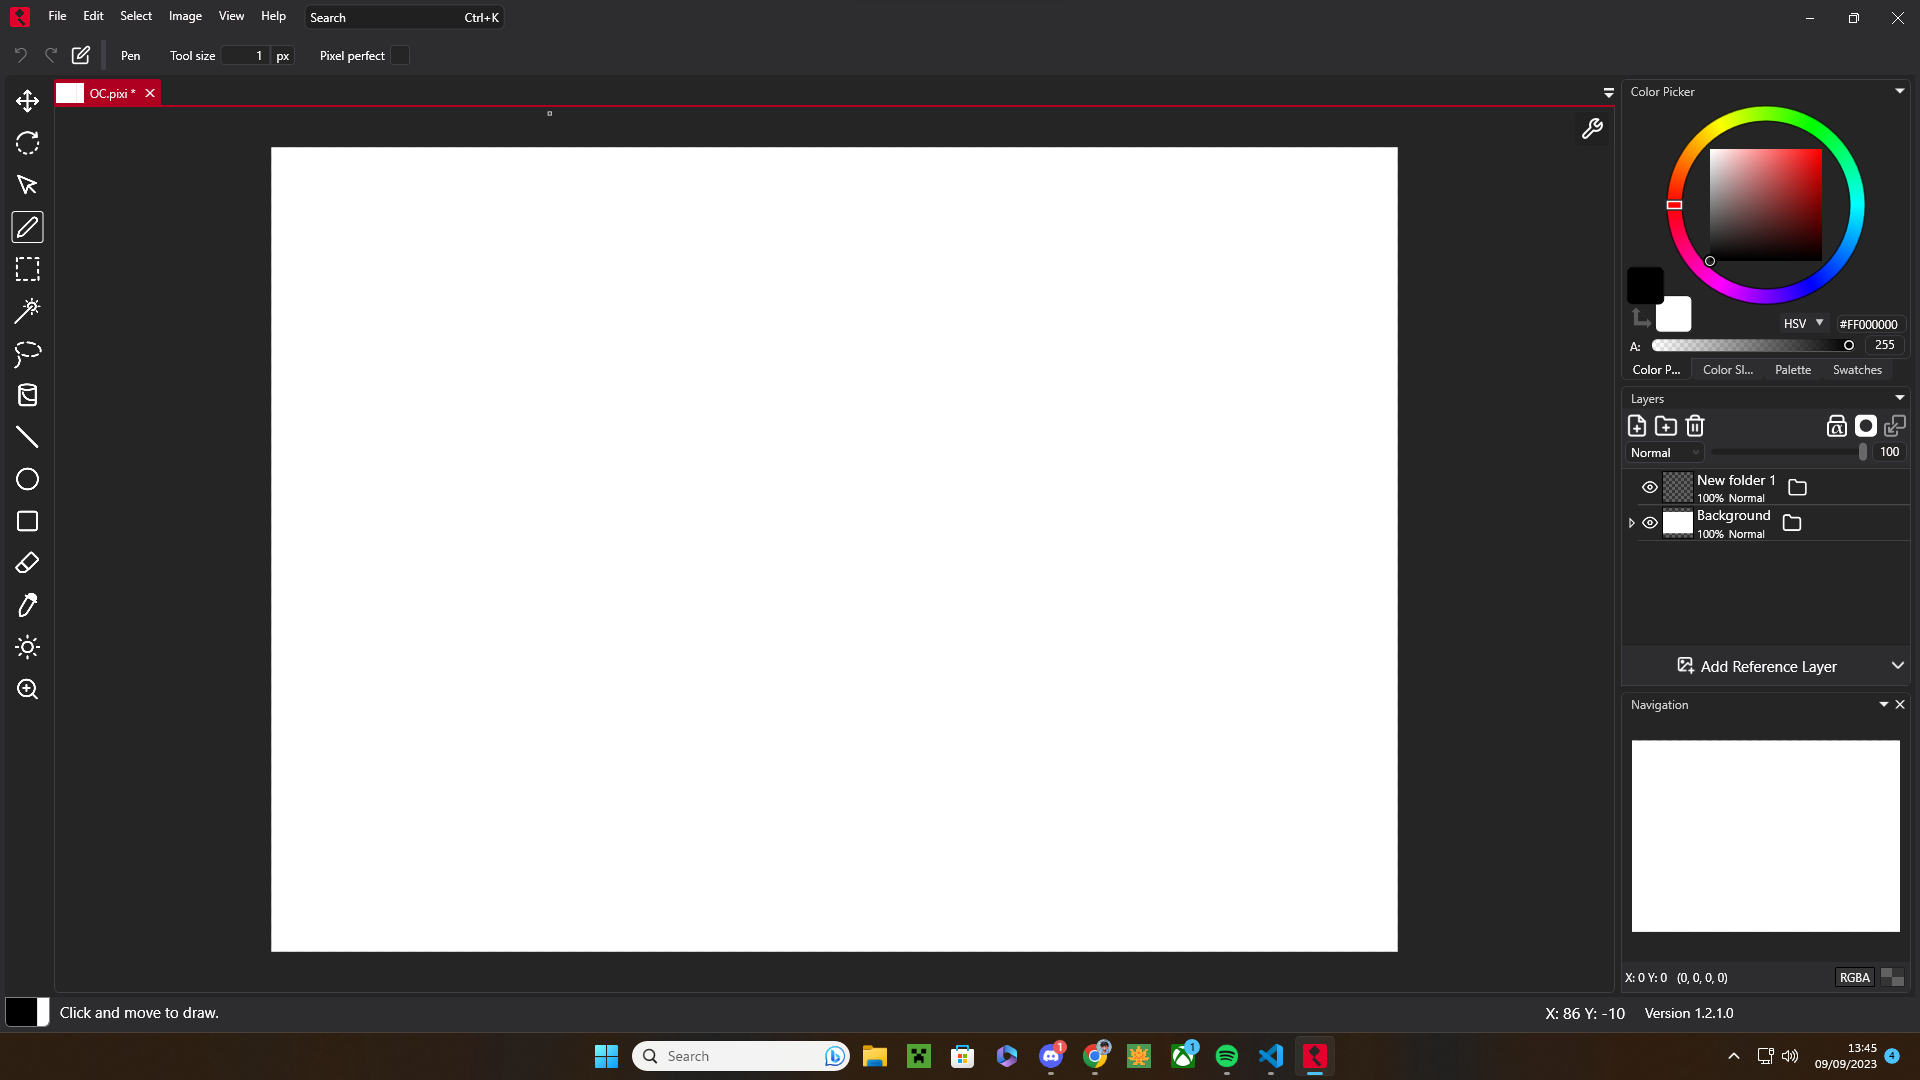 File Edit Select Image View Help Search Ctrl+K
Pen Tool size 1 px Pixel perfect
OC.pixi *
Color Picker
HSV #FF000000
A: 255
Color P... Color Sl... Palette Swatches
Layers
Normal 100
New folder 1
100% Normal
Background
100% Normal
Add Reference Layer
Navigation
X: 0 Y: 0 (0, 0, 0, 0) RGBA
Click and move to draw. X: 86 Y: -10 Version 1.2.1.0
Search 1 1 13:45
09/09/2023 4